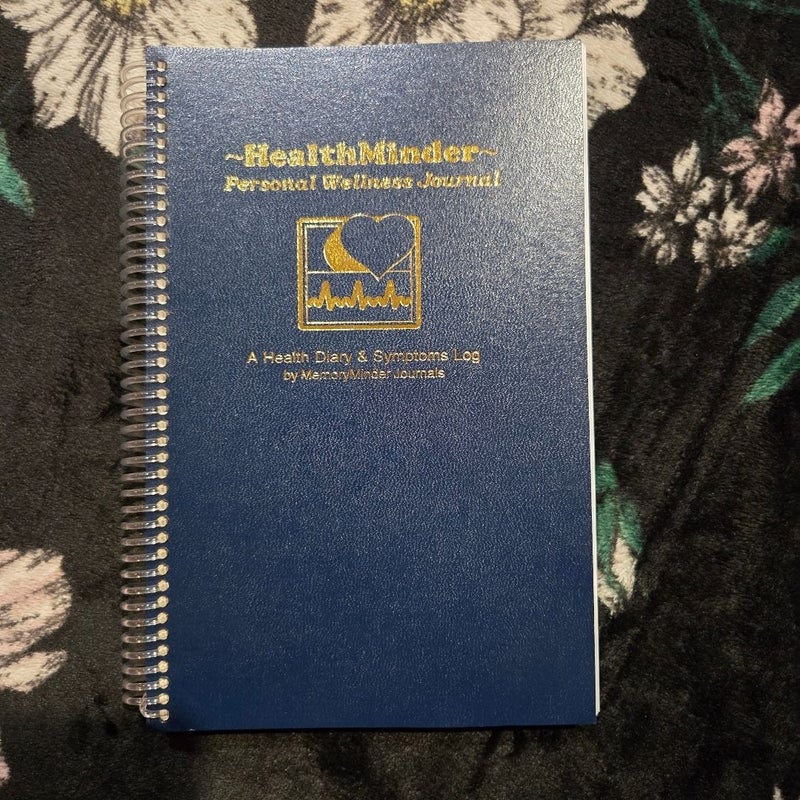 ~HealthMinder~
Personal Wellness Journal
A Health Diary & Symptoms Log
by MemoryMinder Journals